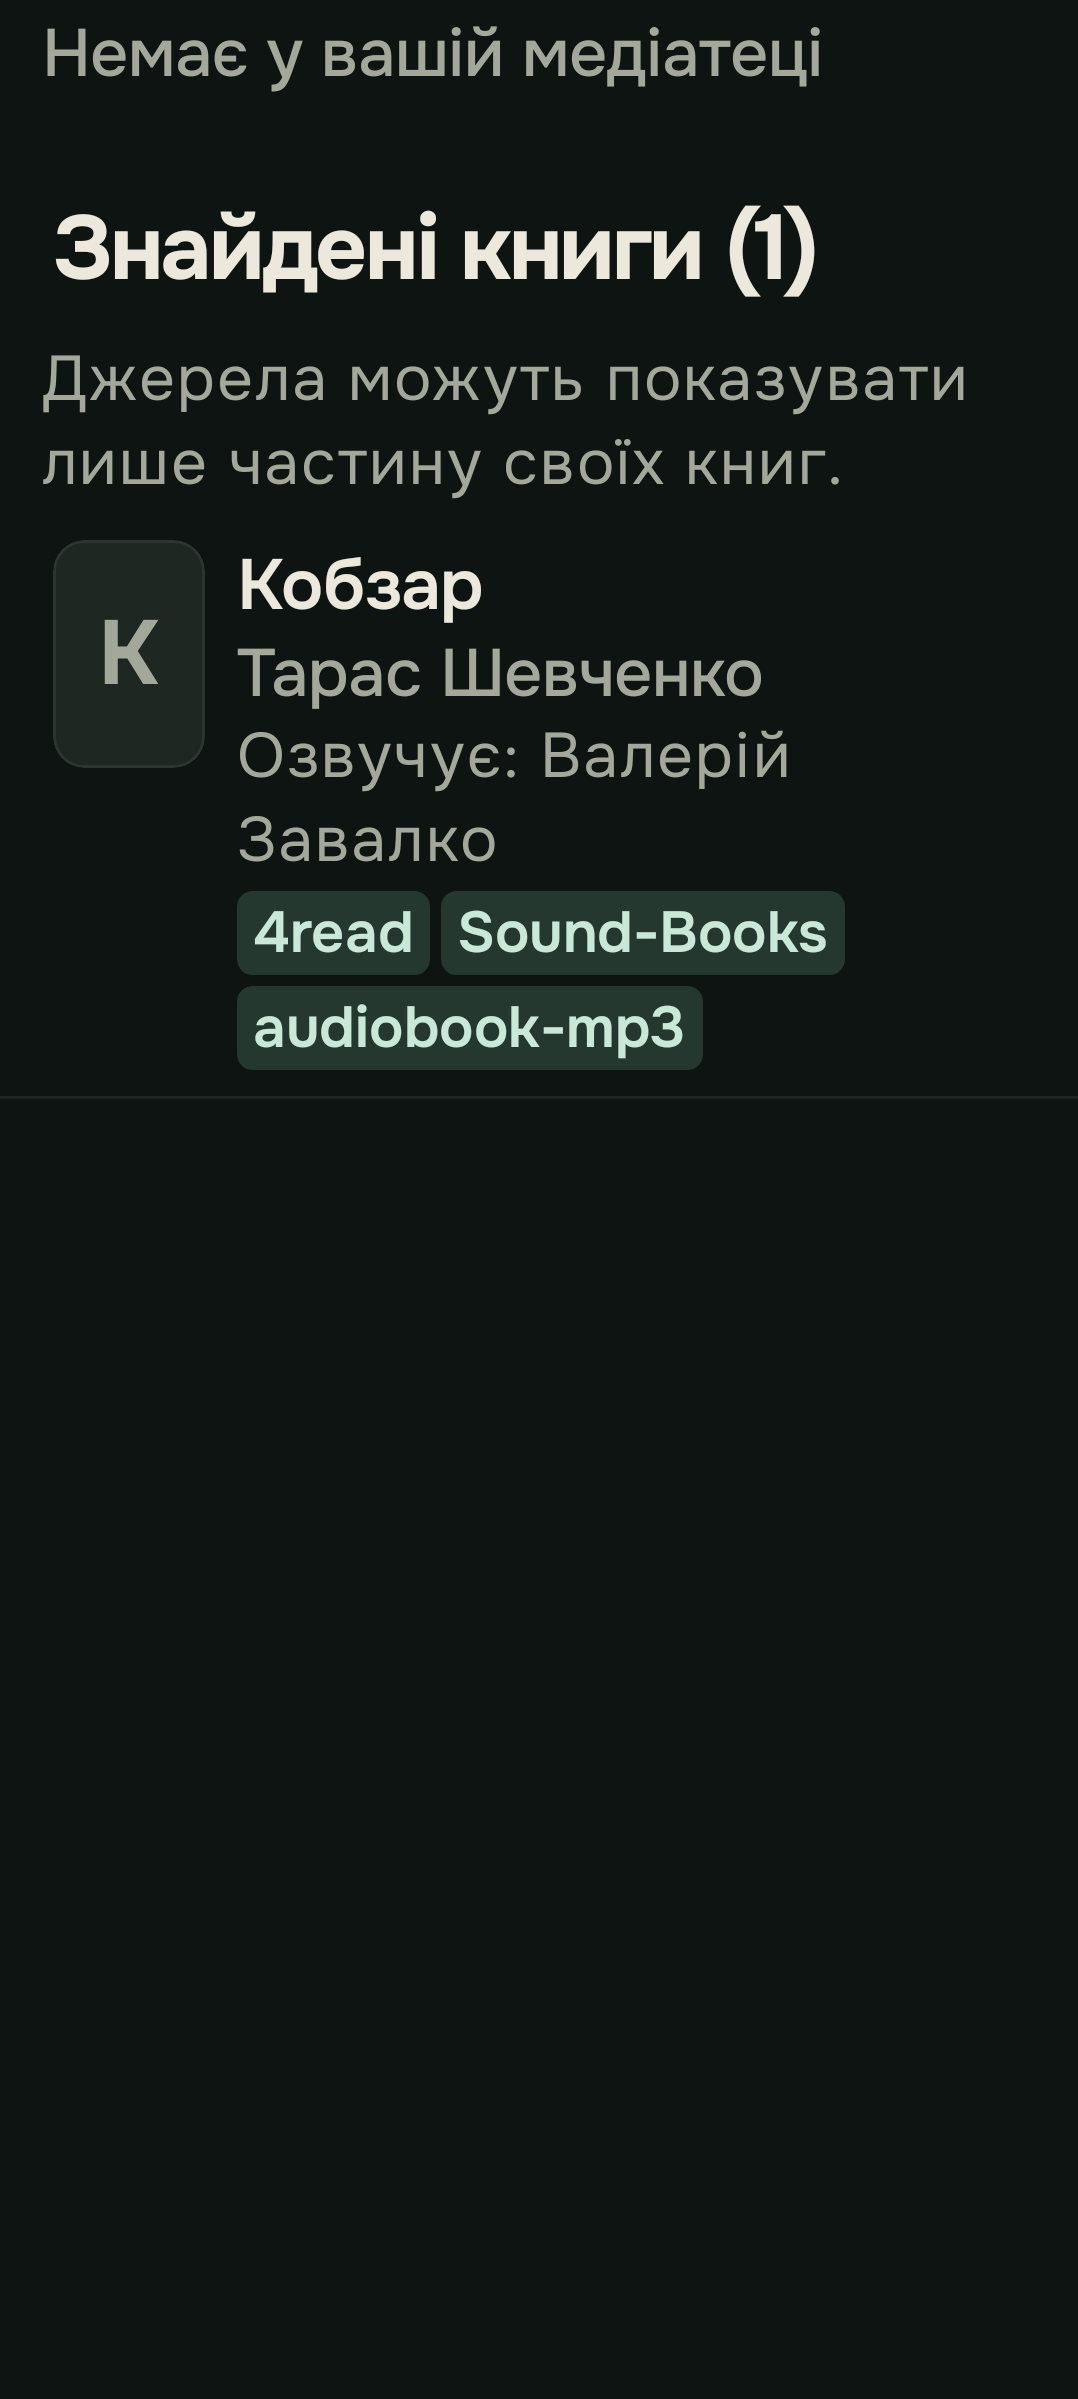 Немає у вашій медіатеці
Знайдені книги (1)
Джерела можуть показувати
лише частину своїх книг.
К
Кобзар
Тарас Шевченко
Озвучує: Валерій
Завалко
4read Sound-Books
audiobook-mp3